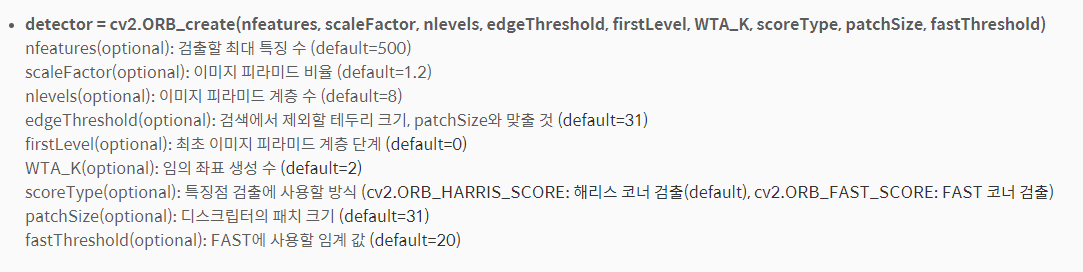 • detector = cv2.ORB_create(nfeatures, scaleFactor, nlevels, edgeThreshold, firstLevel, WTA_K, scoreType, patchSize, fastThreshold)
nfeatures(optional): 검출할 최대 특징 수 (default=500)
scaleFactor(optional): 이미지 피라미드 비율 (default=1.2)
nlevels(optional): 이미지 피라미드 계층 수 (default=8)
edgeThreshold(optional): 검색에서 제외할 테두리 크기, patchSize와 맞출 것 (default=31)
firstLevel(optional): 최초 이미지 피라미드 계층 단계 (default=0)
WTA_K(optional): 임의 좌표 생성 수 (default=2)
scoreType(optional): 특징점 검출에 사용할 방식 (cv2.ORB_HARRIS_SCORE: 해리스 코너 검출(default), cv2.ORB_FAST_SCORE: FAST 코너 검출)
patchSize(optional): 디스크립터의 패치 크기 (default=31)
fastThreshold(optional): FAST에 사용할 임계 값 (default=20)